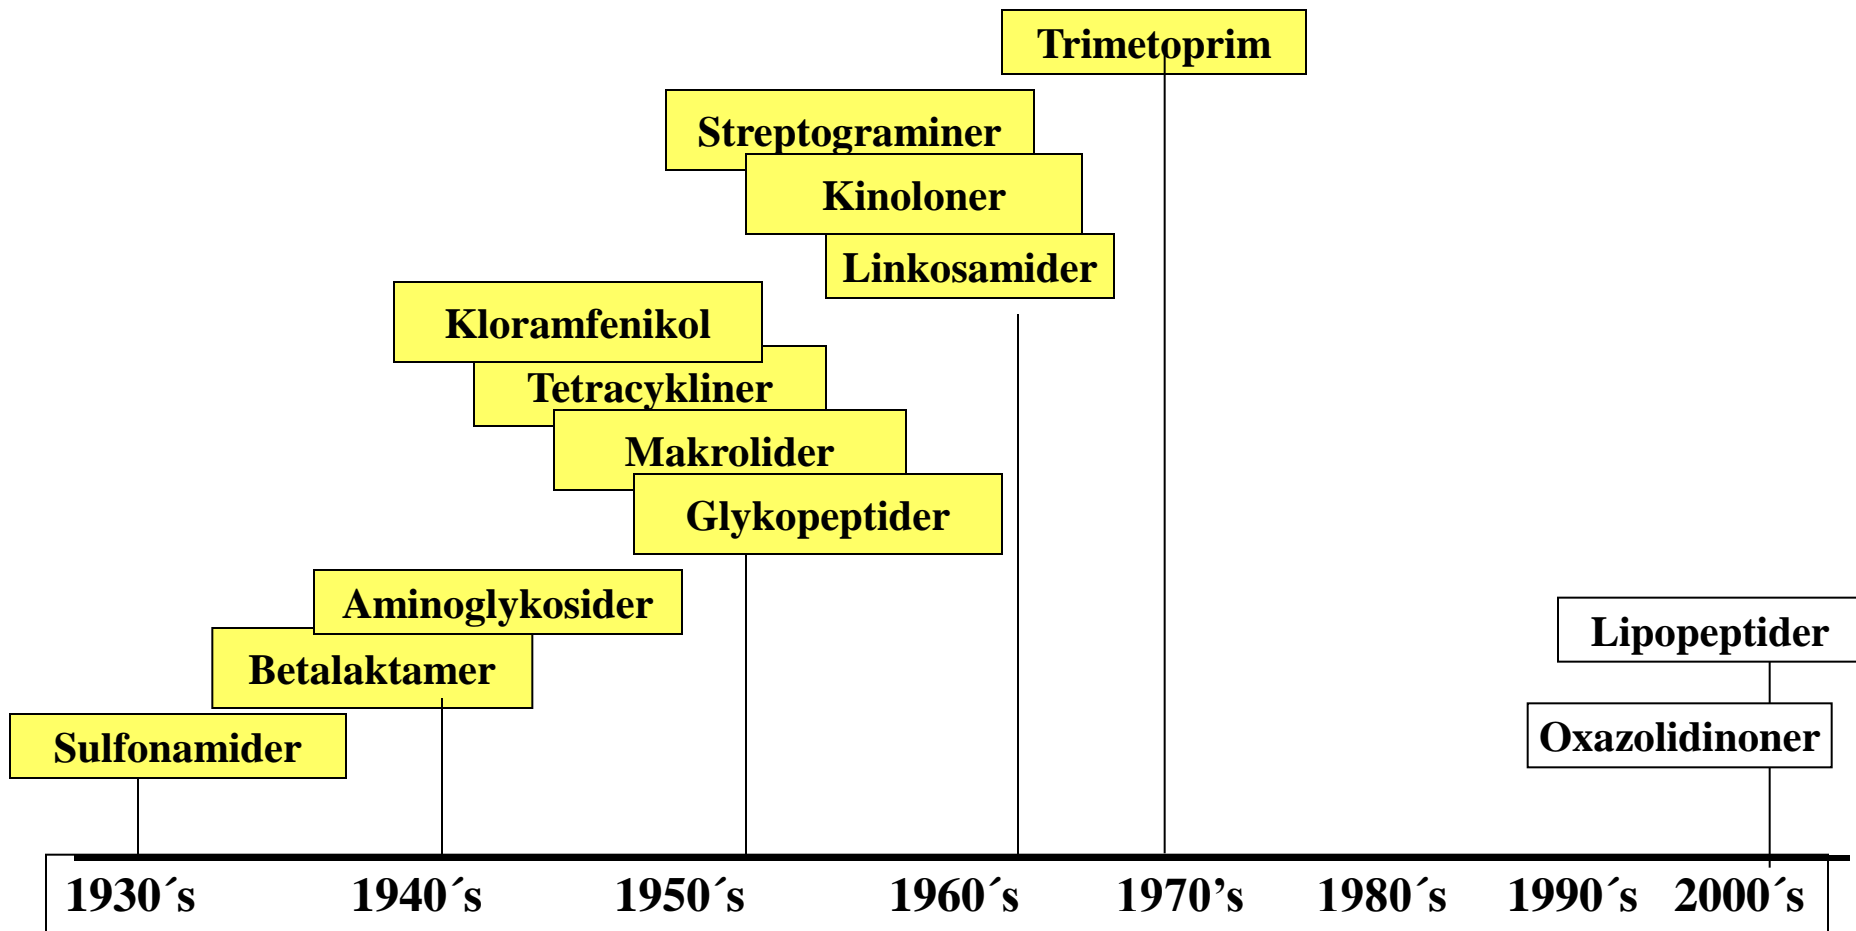 Trimetoprim
Streptograminer
Kinoloner
Linkosamider
Kloramfenikol
Tetracykliner
Makrolider
Glykopeptider
Aminoglykosider
Betalaktamer
Sulfonamider
Lipopeptider
Oxazolidinoner
1930´s 1940´s 1950´s 1960´s 1970’s 1980´s 1990´s 2000´s